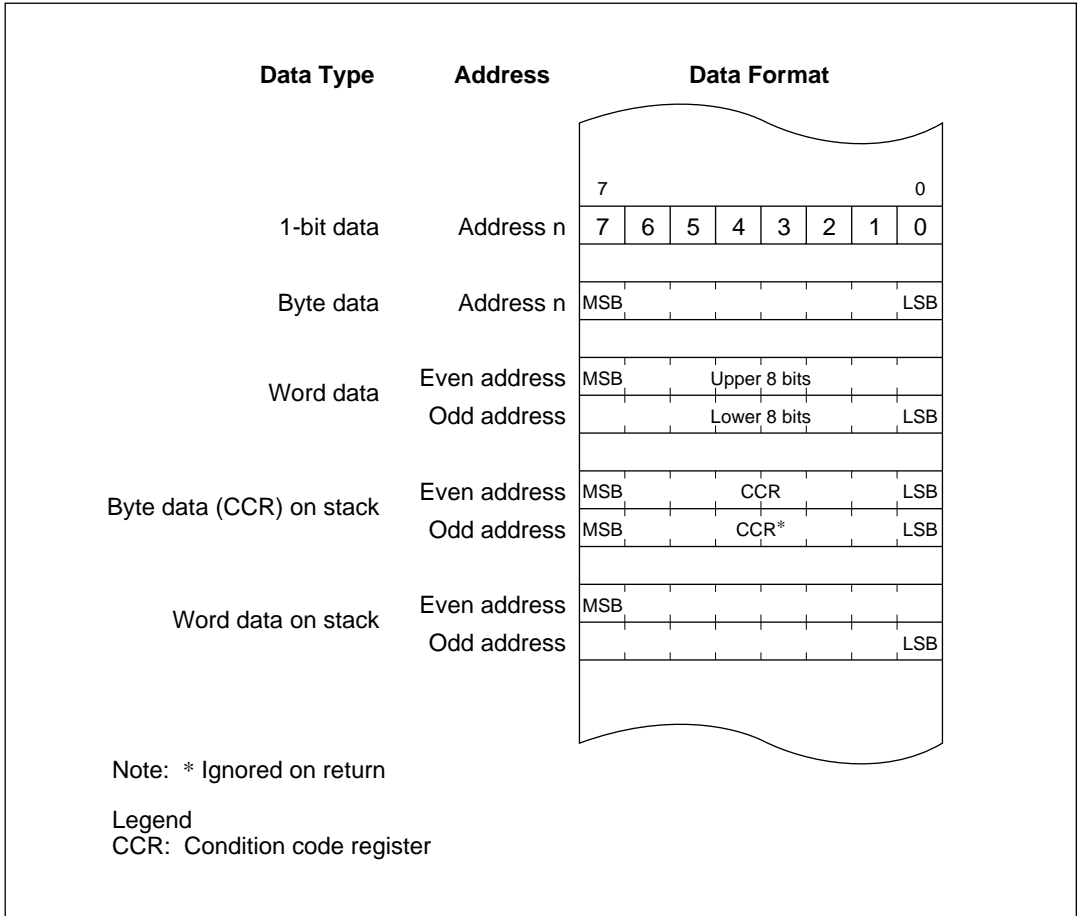 Data Type Address Data Format
7 0
1-bit data Address n 7 6 5 4 3 2 1 0
Byte data Address n MSB LSB
Word data
Even address MSB Upper 8 bits
Odd address Lower 8 bits LSB
Byte data (CCR) on stack
Even address MSB CCR LSB
Odd address MSB CCR* LSB
Word data on stack
Even address MSB
Odd address LSB
Note: * Ignored on return
Legend
CCR: Condition code register